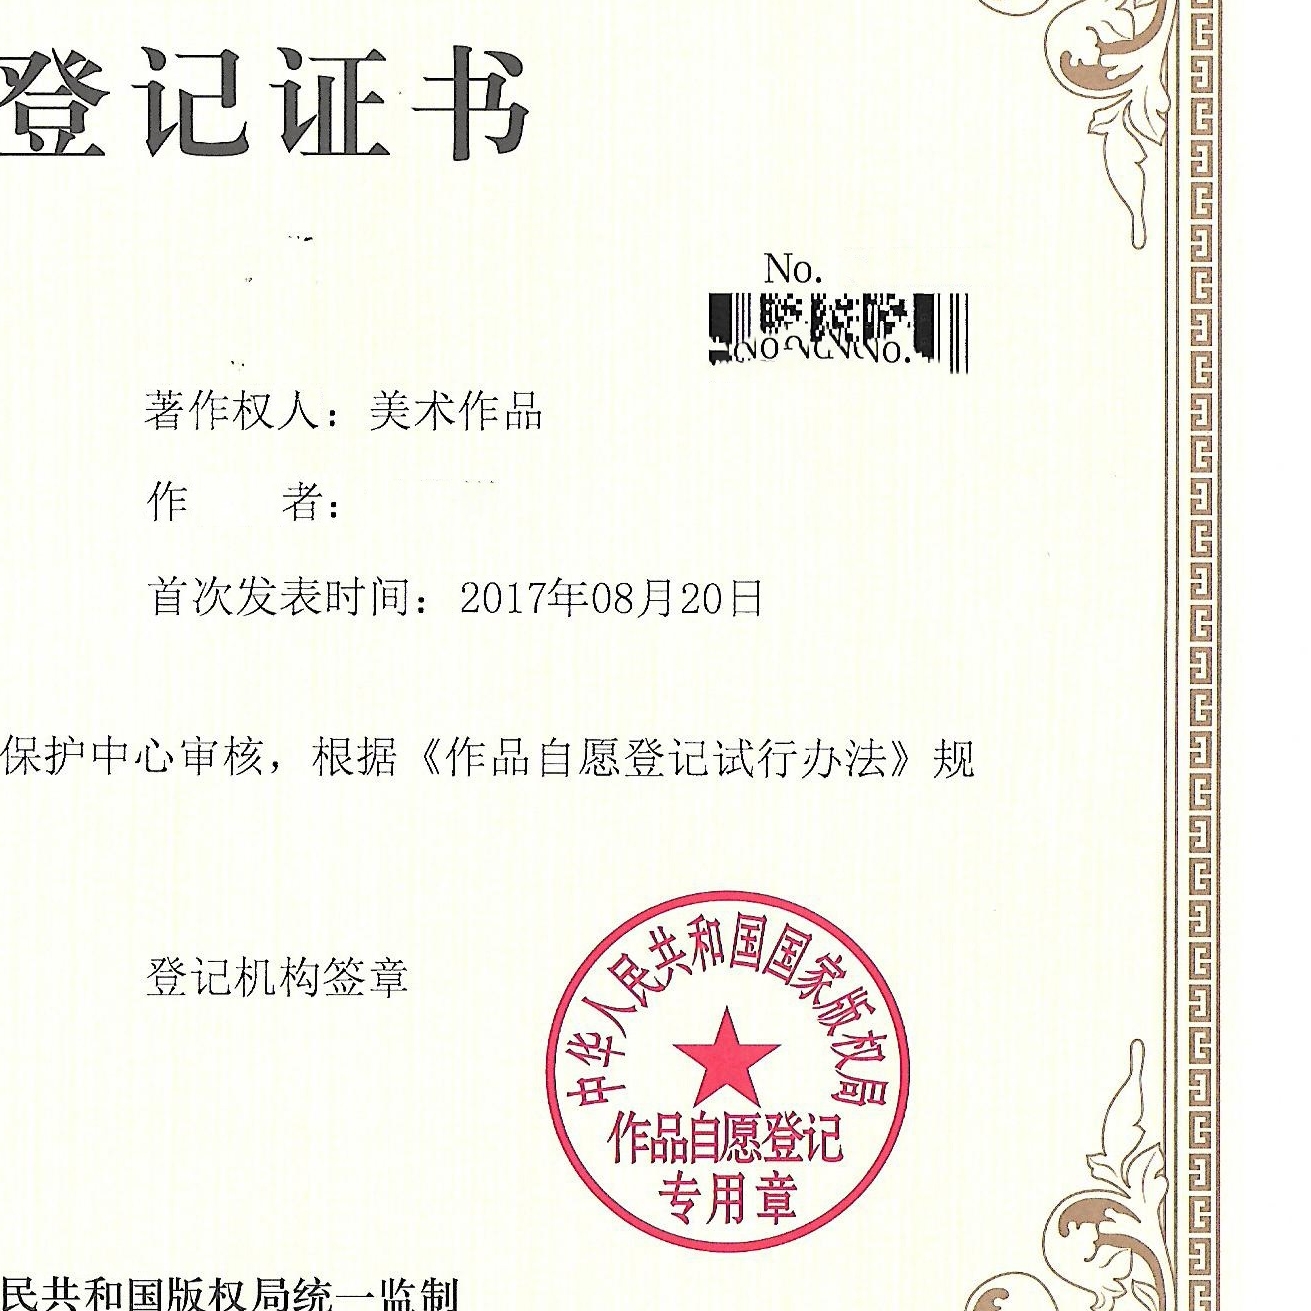 登记证书
No.
No.
著作权人：美术作品
作　　者：
首次发表时间：2017年08月20日
保护中心审核，根据《作品自愿登记试行办法》规
登记机构签章
中华人民共和国国家版权局
作品自愿登记
专用章
民共和国版权局统一监制